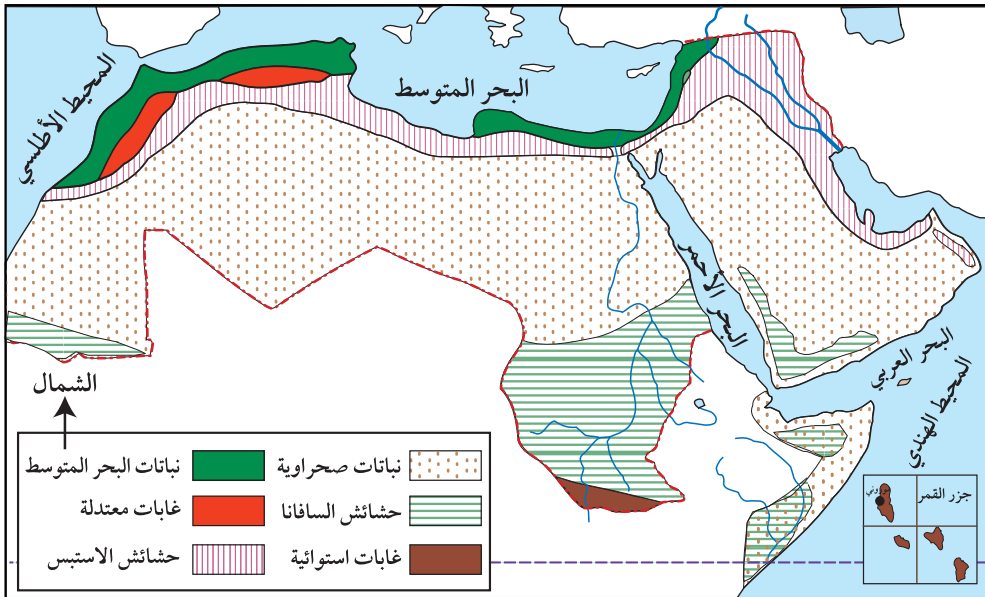 المحيط الأطلسي
البحر المتوسط
البحر الأحمر
البحر العربي
المحيط الهندي
الشمال
نباتات صحراوية
نباتات البحر المتوسط
حشائش السافانا
غابات معتدلة
غابات استوائية
حشائش الاستبس
جزر القمر
موروني